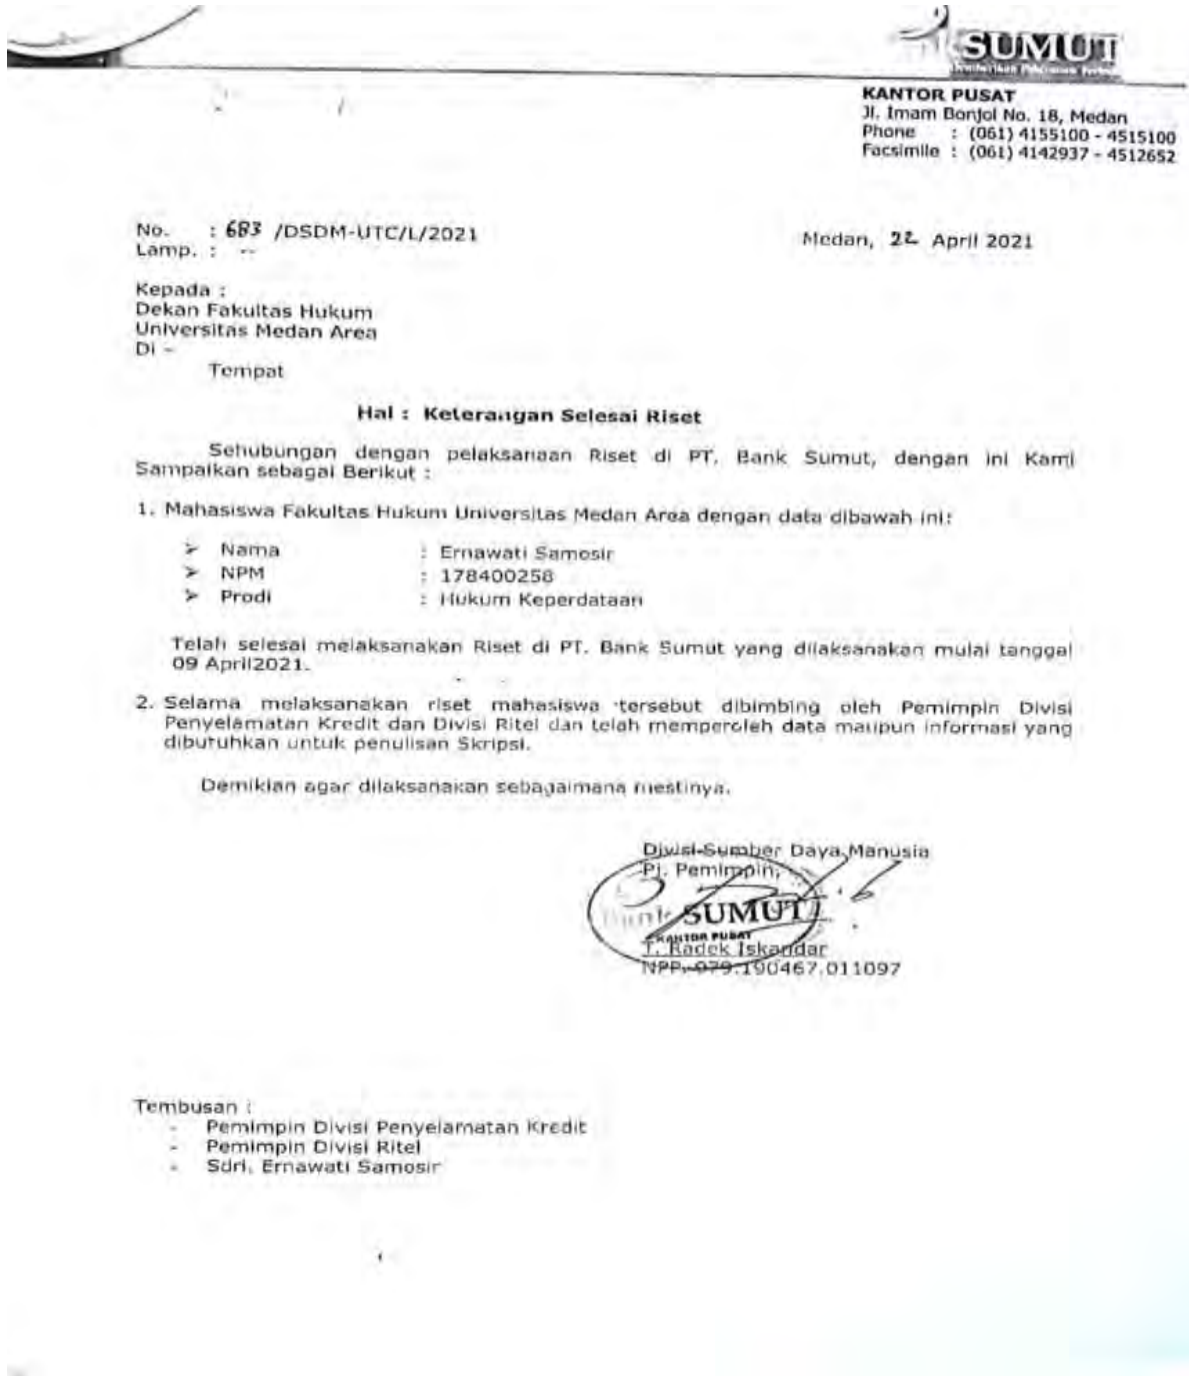 SUMUT
KANTOR PUSAT
Jl. Imam Bonjol No. 18, Medan
Phone : (061) 4155100 - 4515100
Facsimile : (061) 4142937 - 4512652
No. : 683 /DSDM-UTC/L/2021
Medan, 22 April 2021
Lamp. : --
Kepada :
Dekan Fakultas Hukum
Universitas Medan Area
Di –
Tempat
Hal : Keterangan Selesai Riset
Sehubungan dengan pelaksanaan Riset di PT. Bank Sumut, dengan ini Kami
Sampaikan sebagai Berikut :
1. Mahasiswa Fakultas Hukum Universitas Medan Area dengan data dibawah ini:
➢ Nama : Ernawati Samosir
➢ NPM : 178400258
➢ Prodi : Hukum Keperdataan
Telah selesai melaksanakan Riset di PT. Bank Sumut yang dilaksanakan mulai tanggal
09 April2021.
2. Selama melaksanakan riset mahasiswa tersebut dibimbing oleh Pemimpin Divisi
Penyelamatan Kredit dan Divisi Ritel dan telah memperoleh data maupun informasi yang
dibutuhkan untuk penulisan Skripsi.
Demikian agar dilaksanakan sebagaimana mestinya.
Divisi Sumber Daya Manusia
Pj. Pemimpin,
Bank SUMUT
KANTOR PUSAT
T. Radek Iskandar
NPP. 079.190467.011097
Tembusan :
- Pemimpin Divisi Penyelamatan Kredit
- Pemimpin Divisi Ritel
- Sdri. Ernawati Samosir